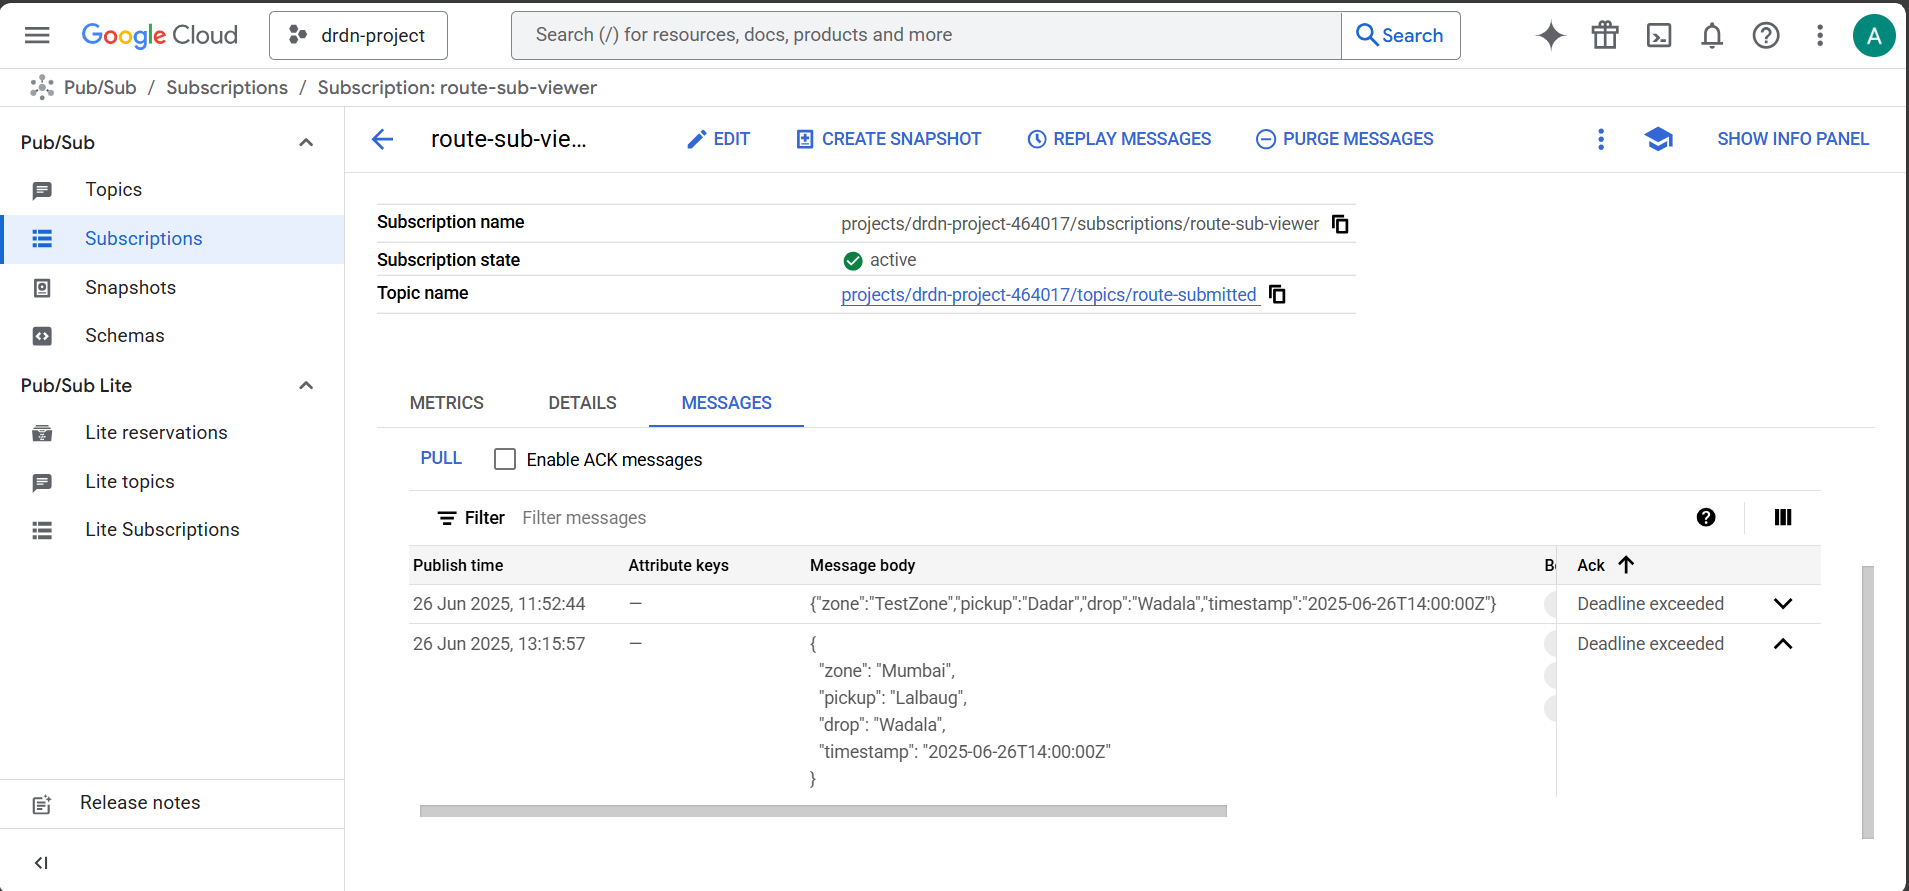 Google Cloud
drdn-project
Search (/) for resources, docs, products and more
Search
A
Pub/Sub / Subscriptions / Subscription: route-sub-viewer
Pub/Sub
Topics
Subscriptions
Snapshots
Schemas
Pub/Sub Lite
Lite reservations
Lite topics
Lite Subscriptions
Release notes
route-sub-vie...
EDIT
CREATE SNAPSHOT
REPLAY MESSAGES
PURGE MESSAGES
SHOW INFO PANEL
Subscription name projects/drdn-project-464017/subscriptions/route-sub-viewer
Subscription state active
Topic name projects/drdn-project-464017/topics/route-submitted
METRICS DETAILS MESSAGES
PULL Enable ACK messages
Filter Filter messages
Publish time Attribute keys Message body Ack
26 Jun 2025, 11:52:44 — {"zone":"TestZone","pickup":"Dadar","drop":"Wadala","timestamp":"2025-06-26T14:00:00Z"} Deadline exceeded
26 Jun 2025, 13:15:57 — { Deadline exceeded
"zone": "Mumbai",
"pickup": "Lalbaug",
"drop": "Wadala",
"timestamp": "2025-06-26T14:00:00Z"
}